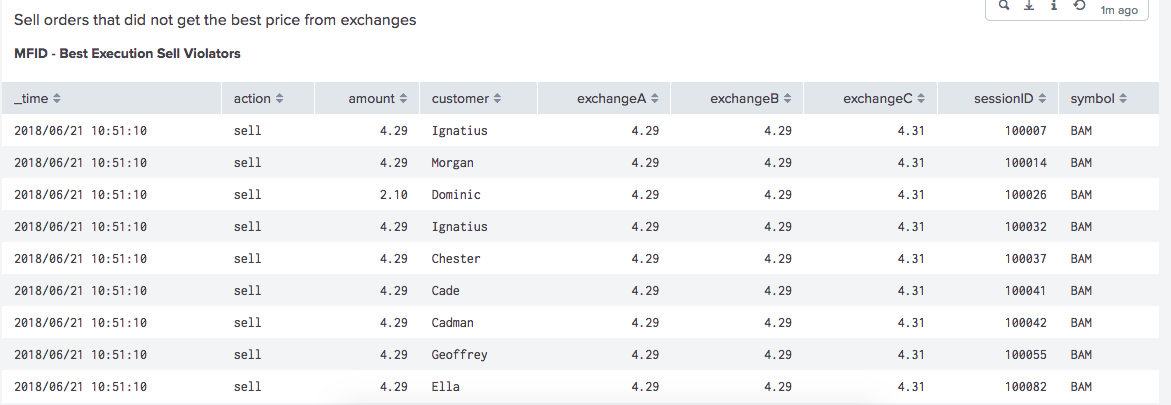 Sell orders that did not get the best price from exchanges
1m ago
MFID - Best Execution Sell Violators
_time action amount customer exchangeA exchangeB exchangeC sessionID symbol
2018/06/21 10:51:10 sell 4.29 Ignatius 4.29 4.29 4.31 100007 BAM
2018/06/21 10:51:10 sell 4.29 Morgan 4.29 4.29 4.31 100014 BAM
2018/06/21 10:51:10 sell 2.10 Dominic 4.29 4.29 4.31 100026 BAM
2018/06/21 10:51:10 sell 4.29 Ignatius 4.29 4.29 4.31 100032 BAM
2018/06/21 10:51:10 sell 4.29 Chester 4.29 4.29 4.31 100037 BAM
2018/06/21 10:51:10 sell 4.29 Cade 4.29 4.29 4.31 100041 BAM
2018/06/21 10:51:10 sell 4.29 Cadman 4.29 4.29 4.31 100042 BAM
2018/06/21 10:51:10 sell 4.29 Geoffrey 4.29 4.29 4.31 100055 BAM
2018/06/21 10:51:10 sell 4.29 Ella 4.29 4.29 4.31 100082 BAM